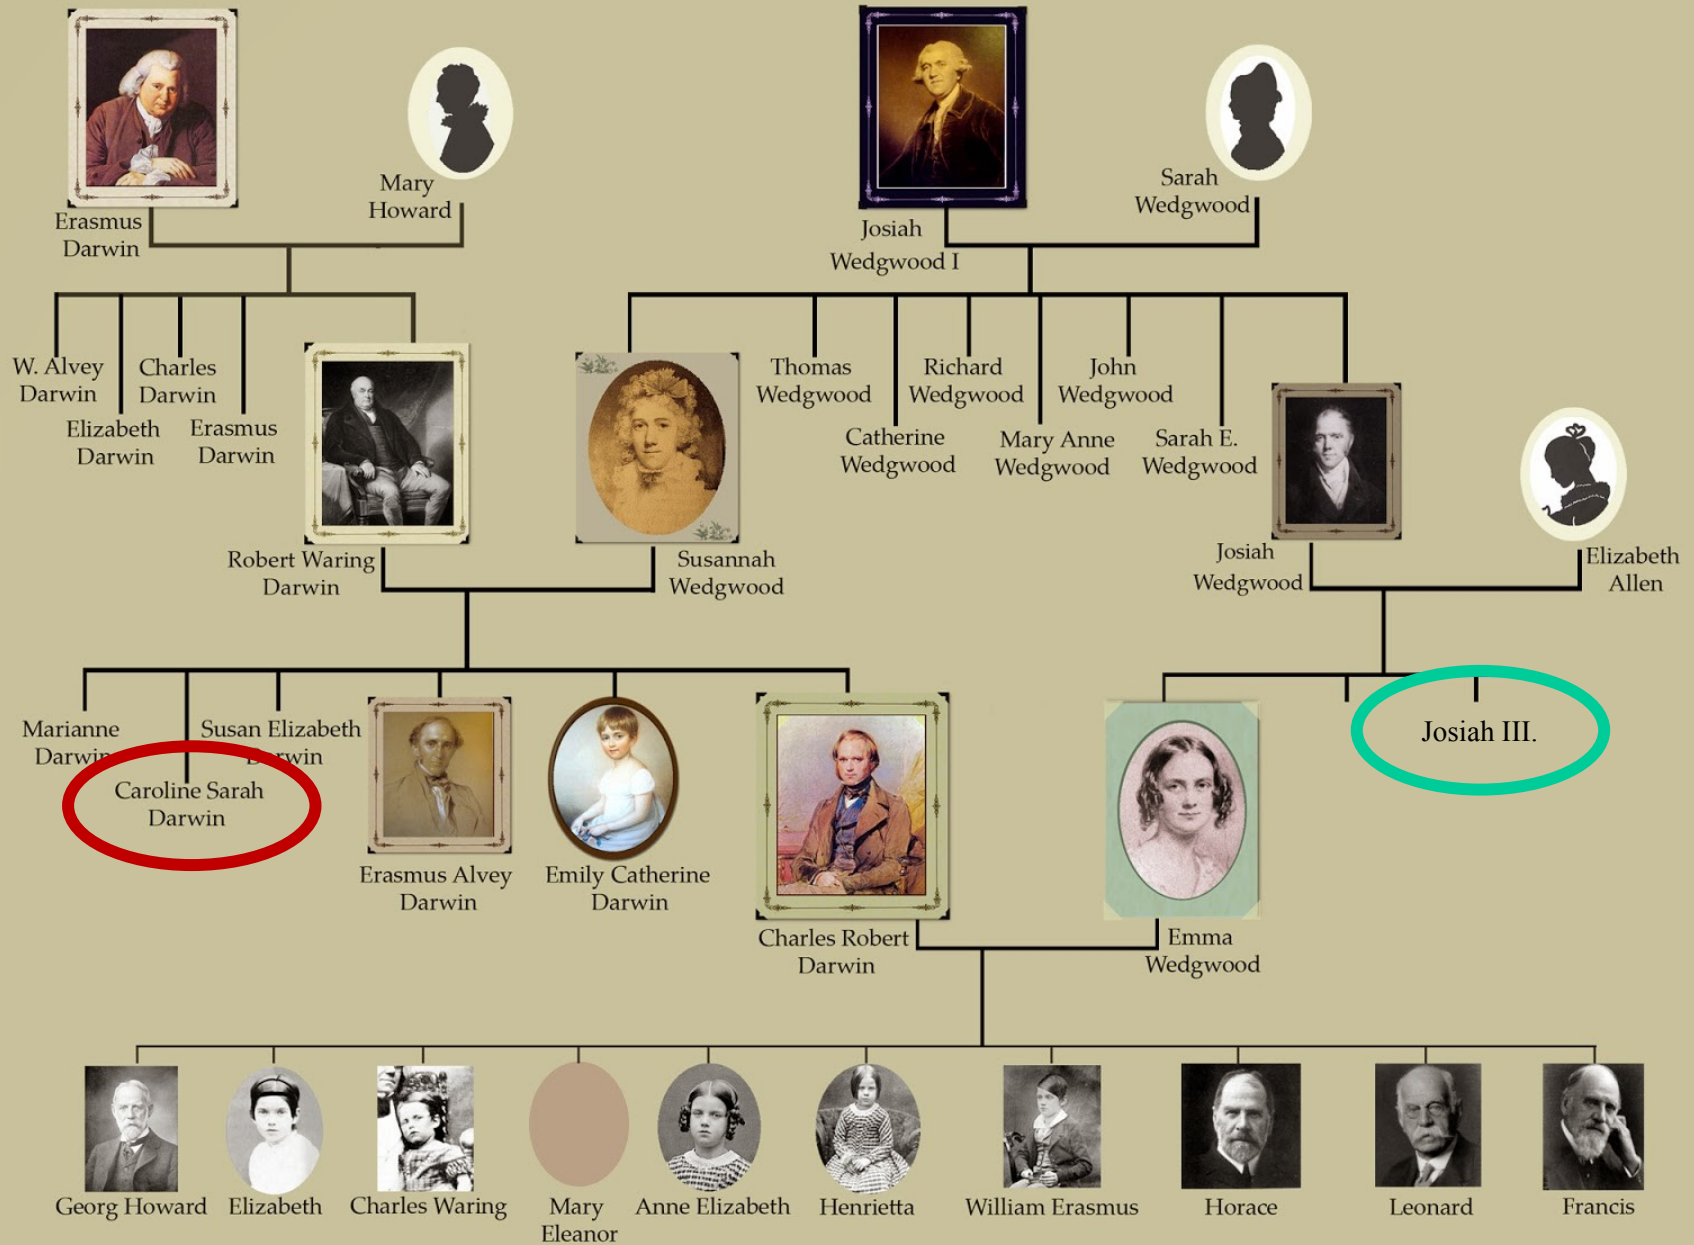 Erasmus
Darwin
Mary
Howard
Josiah
Wedgwood I
Sarah
Wedgwood
W. Alvey
Darwin
Elizabeth
Darwin
Charles
Darwin
Erasmus
Darwin
Robert Waring
Darwin
Susannah
Wedgwood
Thomas
Wedgwood
Catherine
Wedgwood
Richard
Wedgwood
Mary Anne
Wedgwood
John
Wedgwood
Sarah E.
Wedgwood
Josiah
Wedgwood
Elizabeth
Allen
Marianne
Darwin
Caroline Sarah
Darwin
Susan Elizabeth
Darwin
Erasmus Alvey
Darwin
Emily Catherine
Darwin
Charles Robert
Darwin
Emma
Wedgwood
Josiah III.
Georg Howard
Elizabeth
Charles Waring
Mary
Eleanor
Anne Elizabeth
Henrietta
William Erasmus
Horace
Leonard
Francis